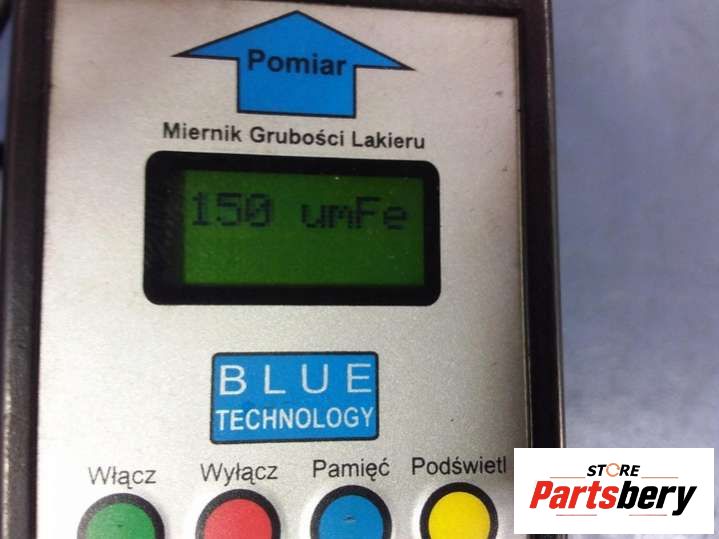 Pomiar
Miernik Grubości Lakieru
150 umFe
BLUE
TECHNOLOGY
Włącz Wyłącz Pamięć Podświetl
STORE
Partsbery